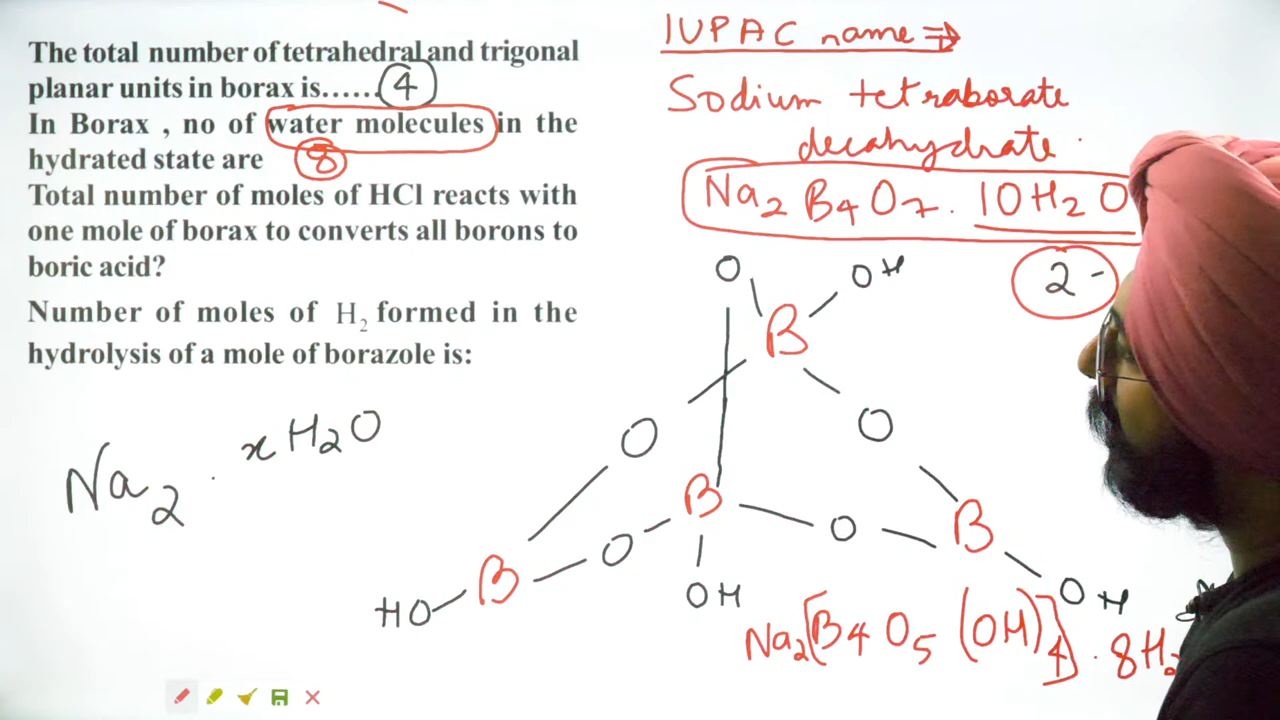 The total number of tetrahedral and trigonal
planar units in borax is...... 4
In Borax , no of water molecules in the
hydrated state are 8
Total number of moles of HCl reacts with
one mole of borax to converts all borons to
boric acid?
Number of moles of H₂ formed in the
hydrolysis of a mole of borazole is:
Na₂ . xH₂O
IUPAC name ⇒
Sodium tetraborate
decahydrate.
Na₂B₄O₇.10H₂O
2-
O
OH
B
O
O
B
O
B
O
B
HO
OH
OH
Na₂[B₄O₅(OH)₄].8H₂